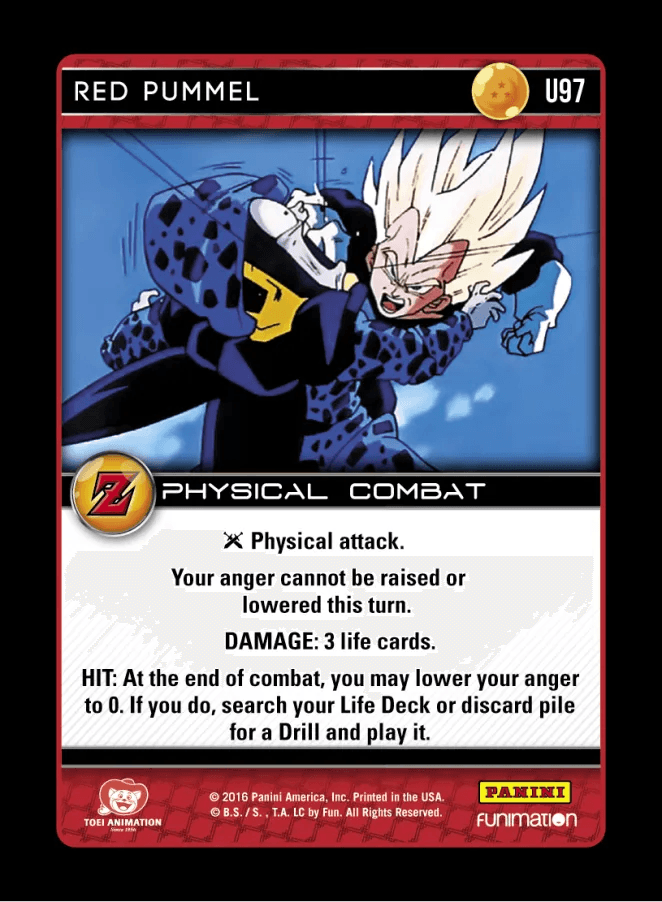 RED PUMMEL U97
Z PHYSICAL COMBAT
Physical attack.
Your anger cannot be raised or
lowered this turn.
DAMAGE: 3 life cards.
HIT: At the end of combat, you may lower your anger
to 0. If you do, search your Life Deck or discard pile
for a Drill and play it.
TOEI ANIMATION
Since 1956
© 2016 Panini America, Inc. Printed in the USA.
© B.S. / S. , T.A. LC by Fun. All Rights Reserved.
PANINI
FUNIMATION